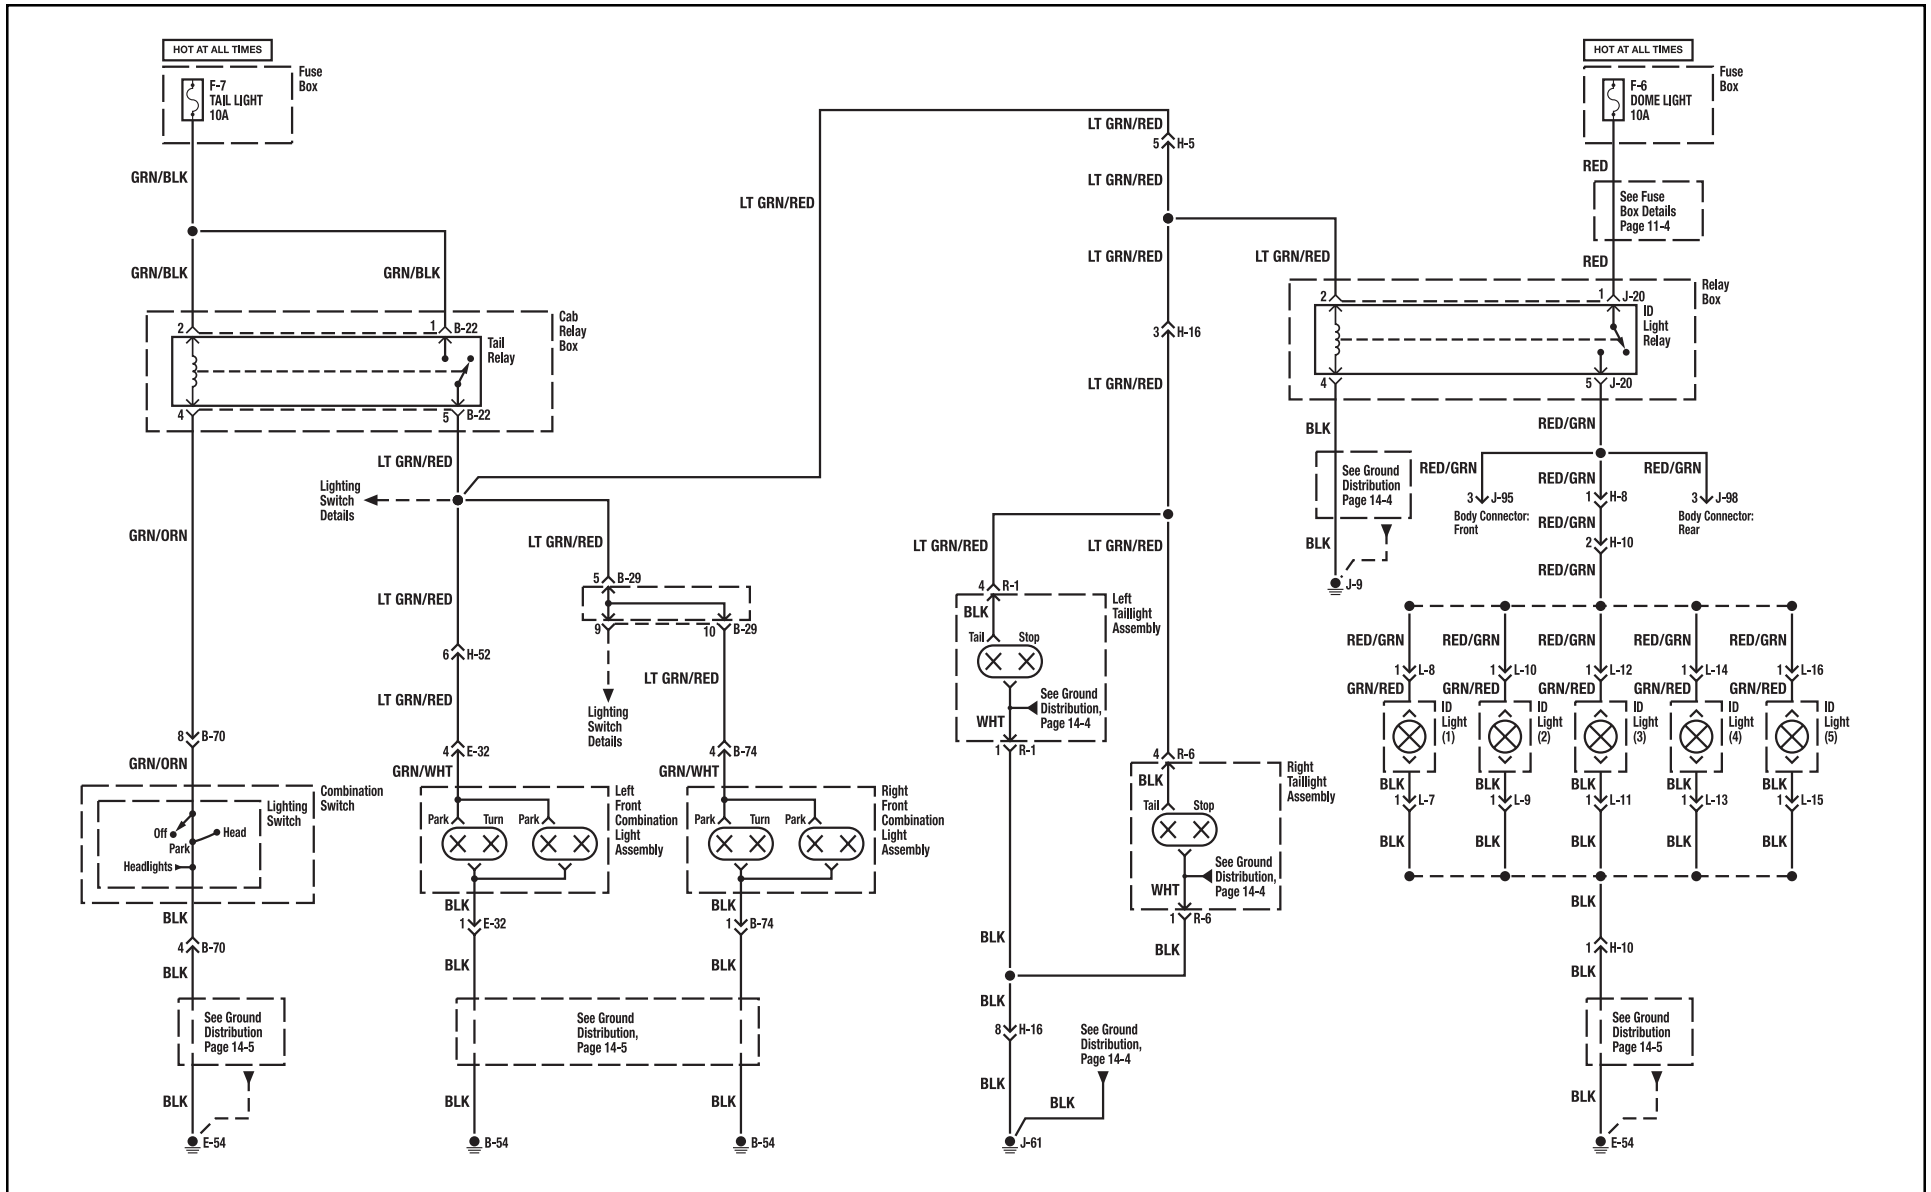 HOT AT ALL TIMES
Fuse
Box
F-7
TAIL LIGHT
10A
GRN/BLK
GRN/BLK
GRN/BLK
Cab
Relay
Box
2
1
B-22
Tail
Relay
4
5
B-22
LT GRN/RED
Lighting
Switch
Details
GRN/ORN
8
B-70
GRN/ORN
Combination
Switch
Lighting
Switch
Off
Head
Park
Headlights
BLK
4
B-70
BLK
See Ground
Distribution
Page 14-5
BLK
E-54
LT GRN/RED
6
H-52
LT GRN/RED
4
E-32
GRN/WHT
Left
Front
Combination
Light
Assembly
Park
Turn
Park
BLK
1
E-32
BLK
See Ground
Distribution,
Page 14-5
BLK
B-54
LT GRN/RED
5
B-29
9
10
B-29
Lighting
Switch
Details
LT GRN/RED
4
B-74
GRN/WHT
Right
Front
Combination
Light
Assembly
Park
Turn
Park
BLK
1
B-74
BLK
BLK
B-54
LT GRN/RED
LT GRN/RED
5
H-5
LT GRN/RED
LT GRN/RED
3
H-16
LT GRN/RED
LT GRN/RED
4
R-1
BLK
Left
Taillight
Assembly
Tail
Stop
See Ground
Distribution,
Page 14-4
WHT
1
R-1
BLK
LT GRN/RED
4
R-6
BLK
Right
Taillight
Assembly
Tail
Stop
See Ground
Distribution,
Page 14-4
WHT
1
R-6
BLK
BLK
8
H-16
BLK
See Ground
Distribution,
Page 14-4
BLK
J-61
HOT AT ALL TIMES
Fuse
Box
F-6
DOME LIGHT
10A
RED
See Fuse
Box Details
Page 11-4
RED
LT GRN/RED
Relay
Box
2
1
J-20
ID
Light
Relay
4
5
J-20
BLK
See Ground
Distribution
Page 14-4
BLK
J-9
RED/GRN
RED/GRN
RED/GRN
RED/GRN
3
J-95
Body Connector:
Front
1
H-8
3
J-98
Body Connector:
Rear
RED/GRN
2
H-10
RED/GRN
RED/GRN
RED/GRN
RED/GRN
RED/GRN
RED/GRN
1
L-8
1
L-10
1
L-12
1
L-14
1
L-16
GRN/RED
GRN/RED
GRN/RED
GRN/RED
GRN/RED
ID
Light
(1)
ID
Light
(2)
ID
Light
(3)
ID
Light
(4)
ID
Light
(5)
BLK
BLK
BLK
BLK
BLK
1
L-7
1
L-9
1
L-11
1
L-13
1
L-15
BLK
BLK
BLK
BLK
BLK
BLK
1
H-10
BLK
See Ground
Distribution
Page 14-5
BLK
E-54